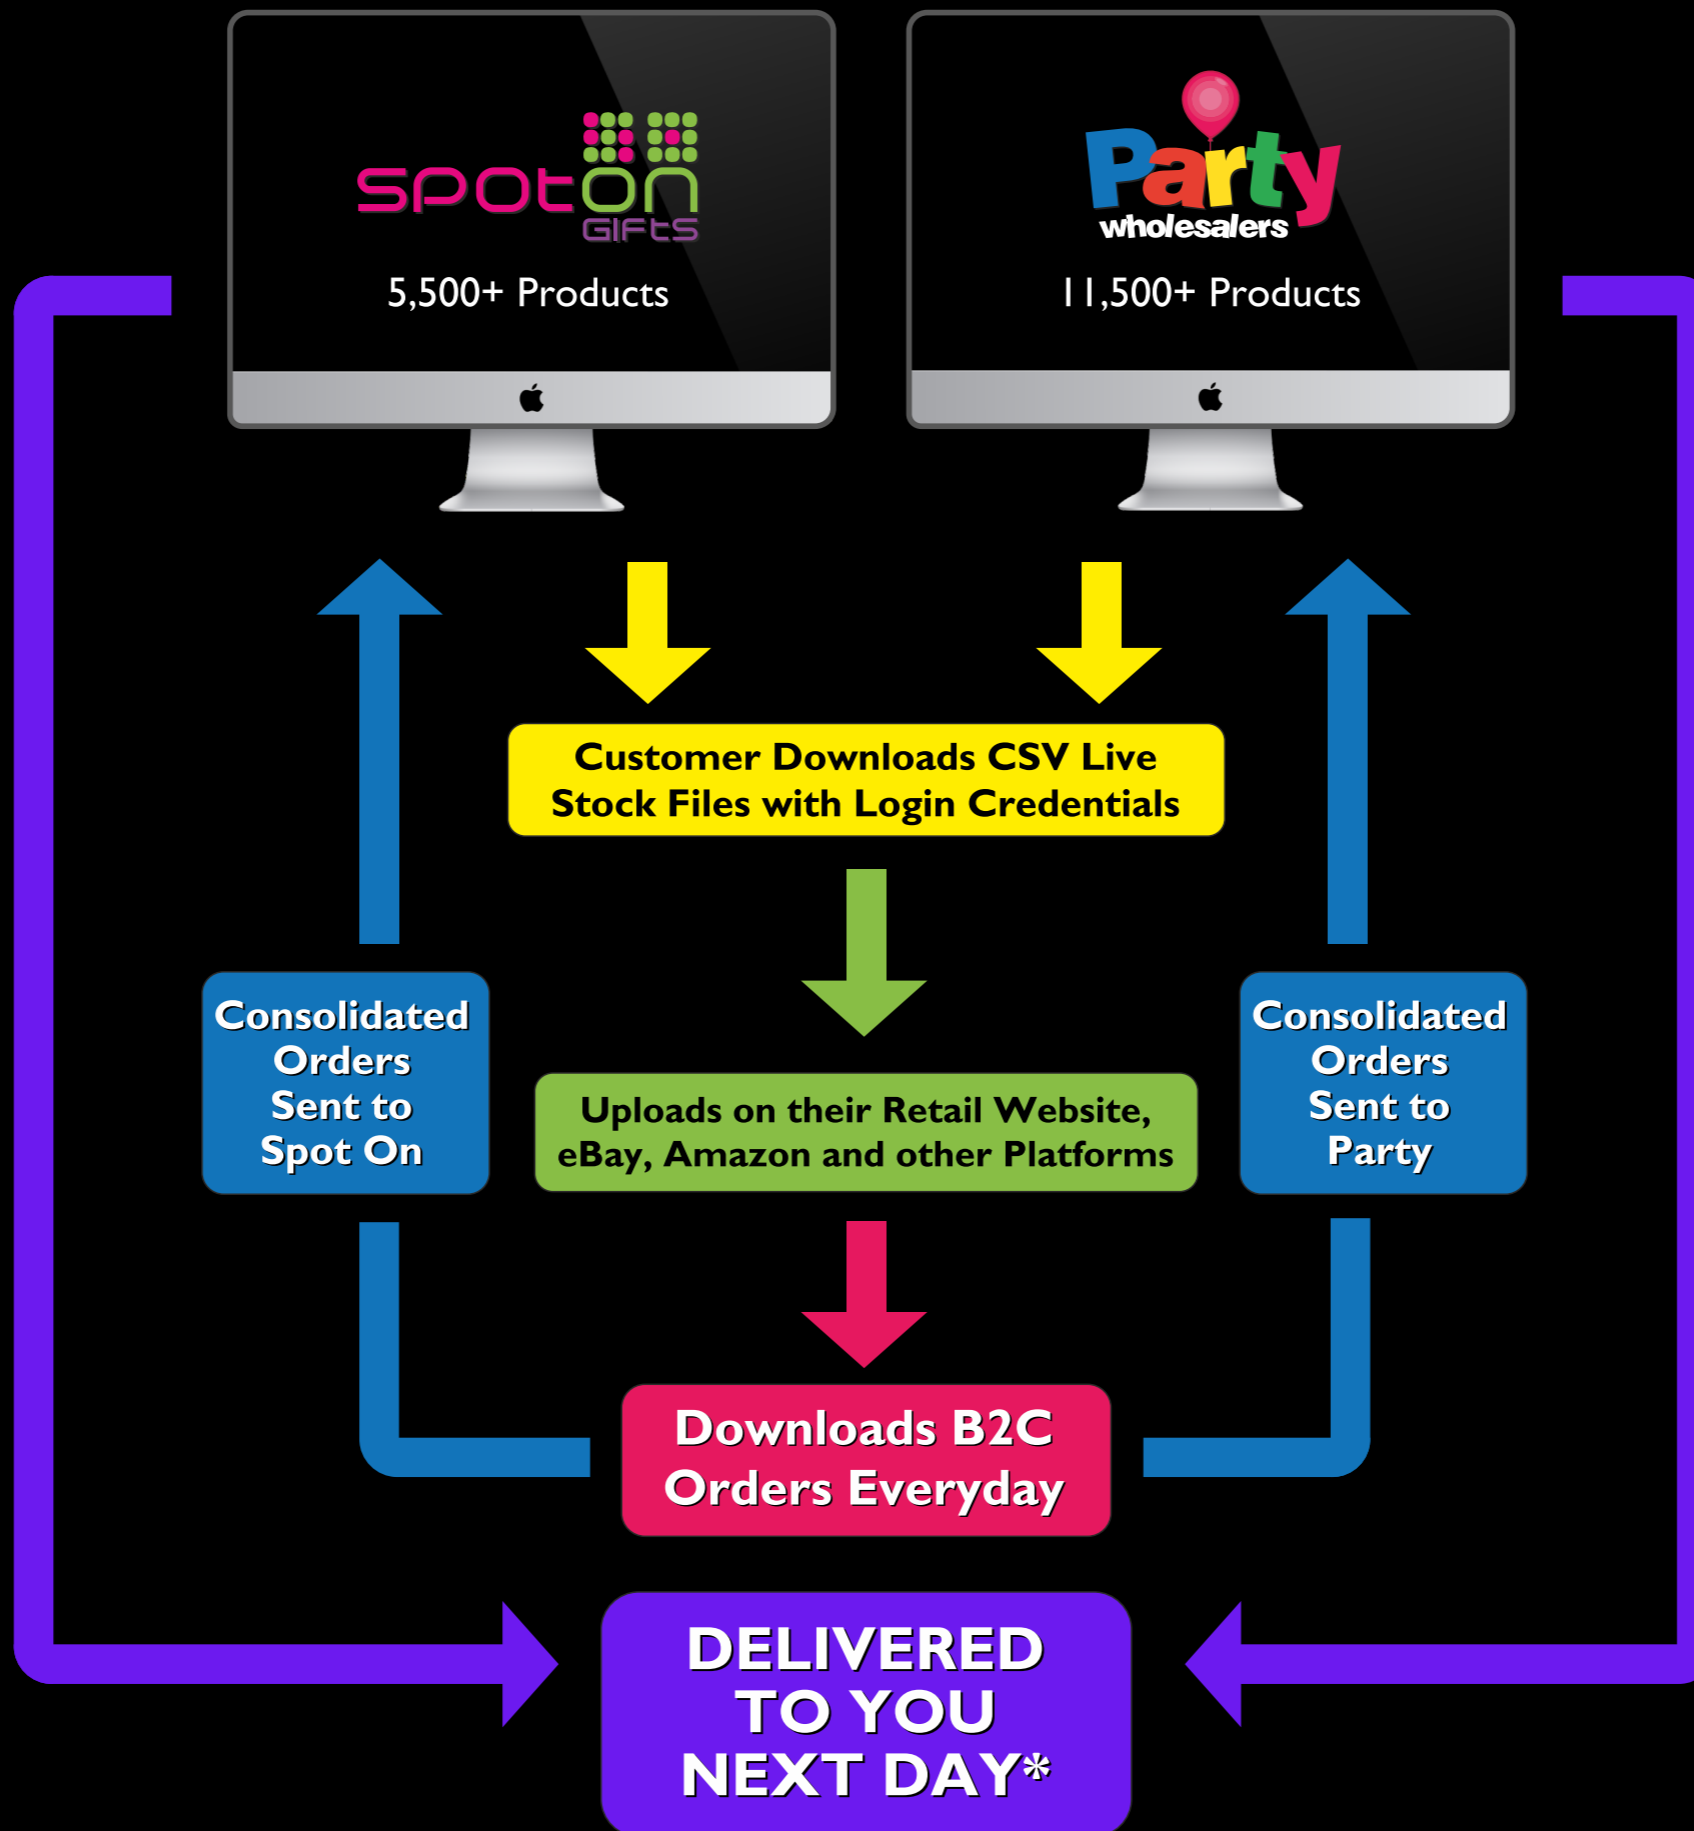 spoton
GIFTS
5,500+ Products
Party
wholesalers
11,500+ Products
Customer Downloads CSV Live
Stock Files with Login Credentials
Consolidated
Orders
Sent to
Spot On
Uploads on their Retail Website,
eBay, Amazon and other Platforms
Consolidated
Orders
Sent to
Party
Downloads B2C
Orders Everyday
DELIVERED
TO YOU
NEXT DAY*